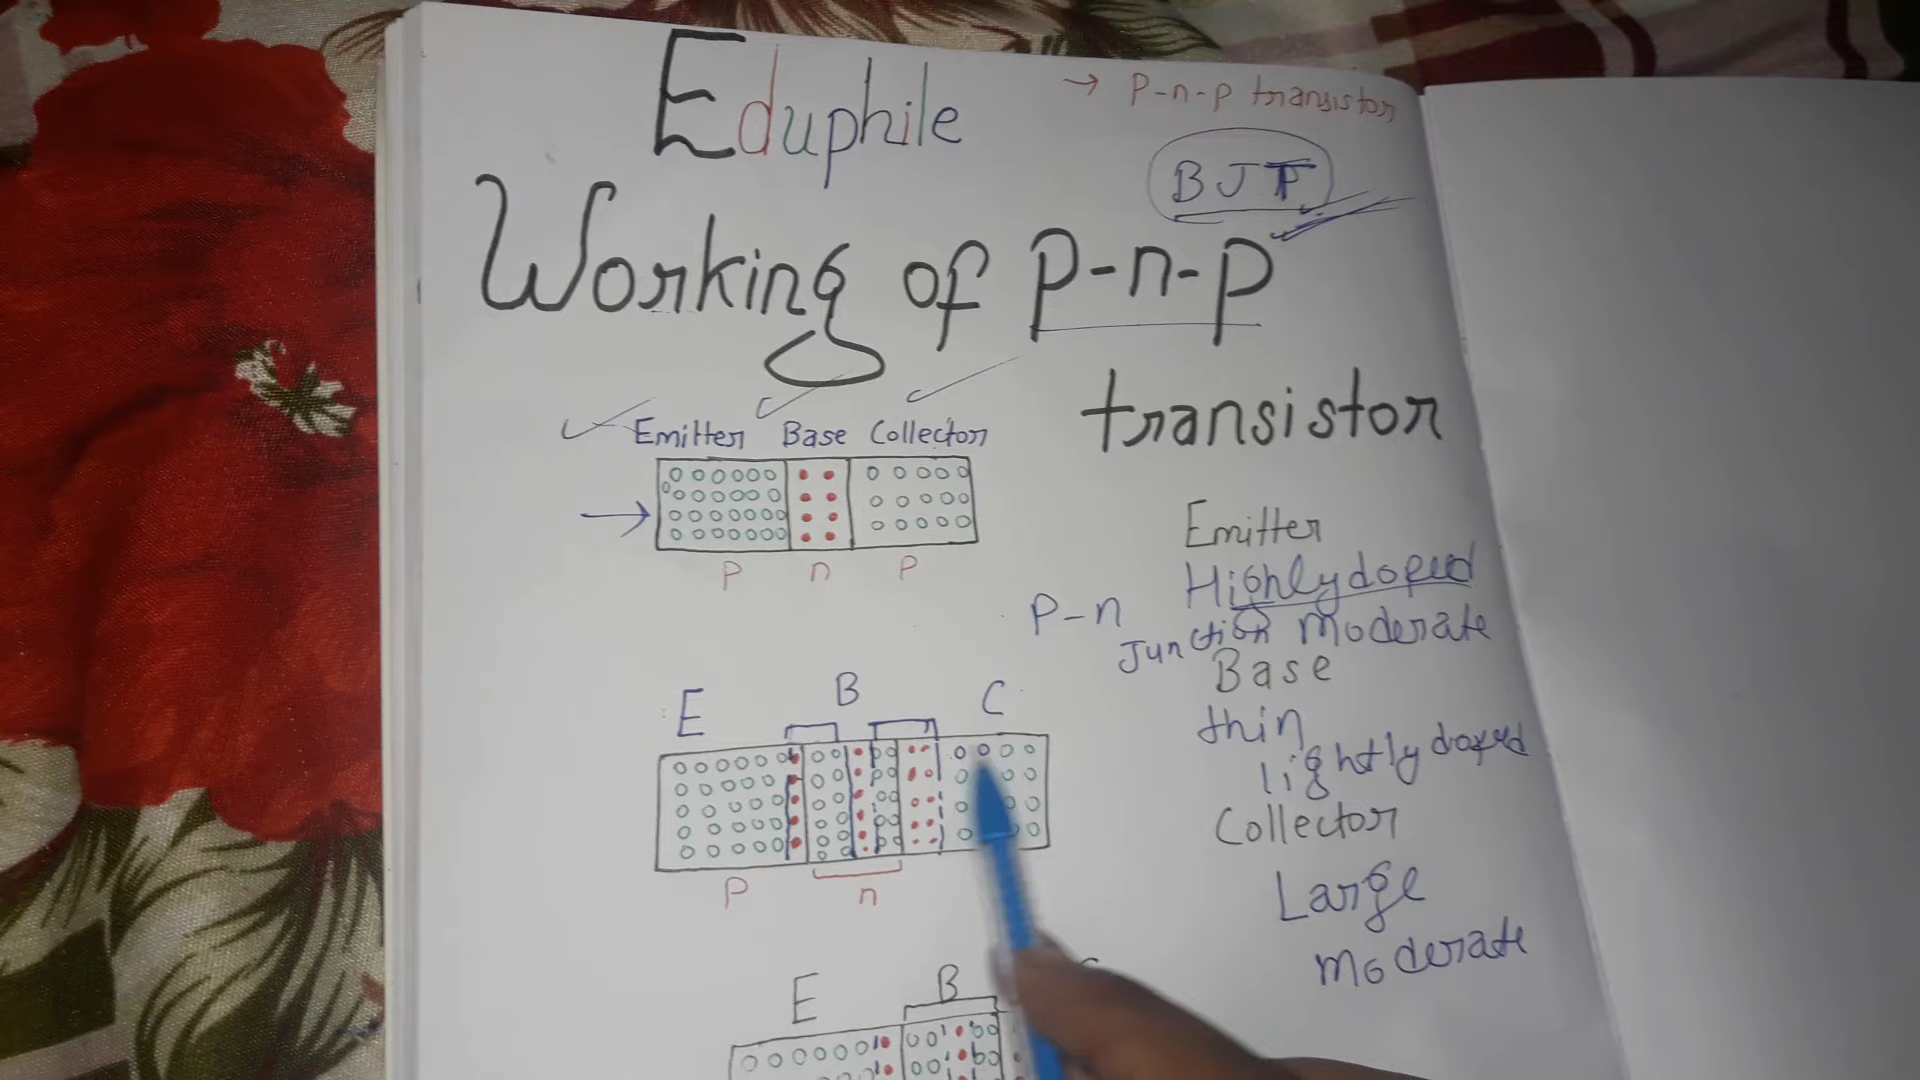 Eduphile
→ P-n-p transistor
BJT
Working of P-n-p
transistor
Emitter Base Collector
P n P
Emitter
Highly doped
P-n
Junction moderate
Base
thin
lightly doped
Collector
Large
moderate
E B C
P n
E B